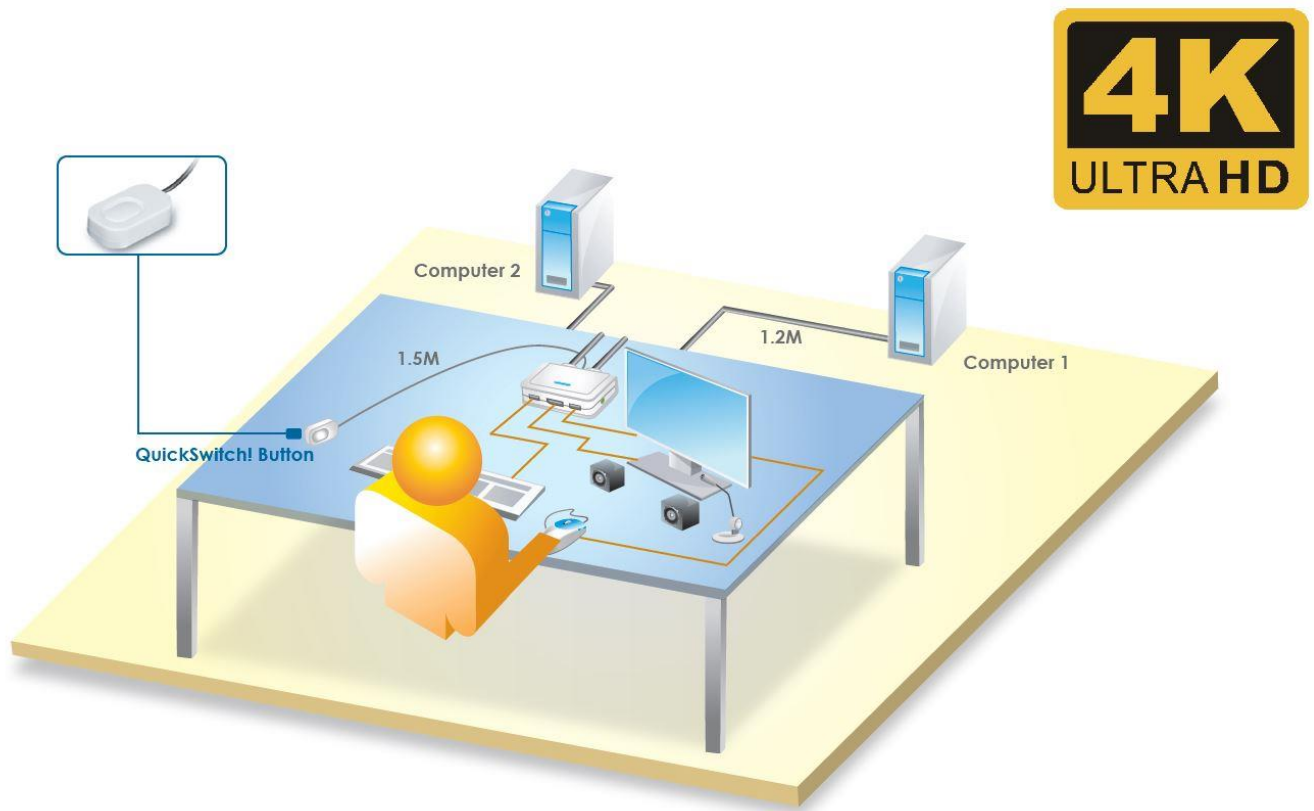 4K
ULTRA HD
Computer 2
1.2M
Computer 1
1.5M
QuickSwitch! Button